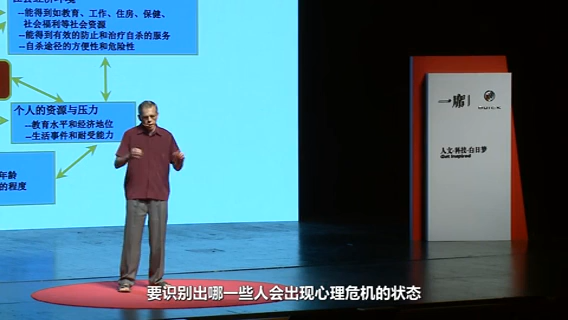 —能得到如教育、工作、住房、保健、
社会福利等社会资源
—能得到有效的防止和治疗自杀的服务
—自杀途径的方便性和危险性
个人的资源与压力
—教育水平和经济地位
—生活事件和耐受能力
年龄
的程度
一席
人文·科技·白日梦
Get Inspired
要识别出哪一些人会出现心理危机的状态